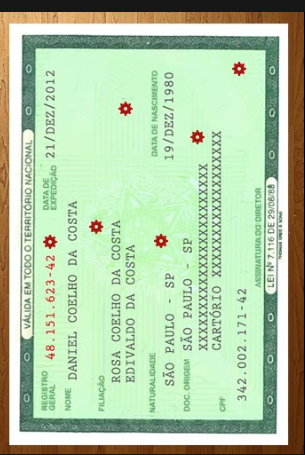 VÁLIDA EM TODO O TERRITÓRIO NACIONAL
REGISTRO GERAL 48.151.623-42 DATA DE EXPEDIÇÃO 21/DEZ/2012
NOME DANIEL COELHO DA COSTA
FILIAÇÃO
ROSA COELHO DA COSTA
EDIVALDO DA COSTA
NATURALIDADE DATA DE NASCIMENTO
SÃO PAULO - SP 19/DEZ/1980
DOC. ORIGEM SÃO PAULO - SP
XXXXXXXXXXXXXXXXXXXXXXX
CARTÓRIO XXXXXXXXXXXXXXXXXX
CPF
342.002.171-42
ASSINATURA DO DIRETOR
LEI Nº 7.116 DE 29/08/83